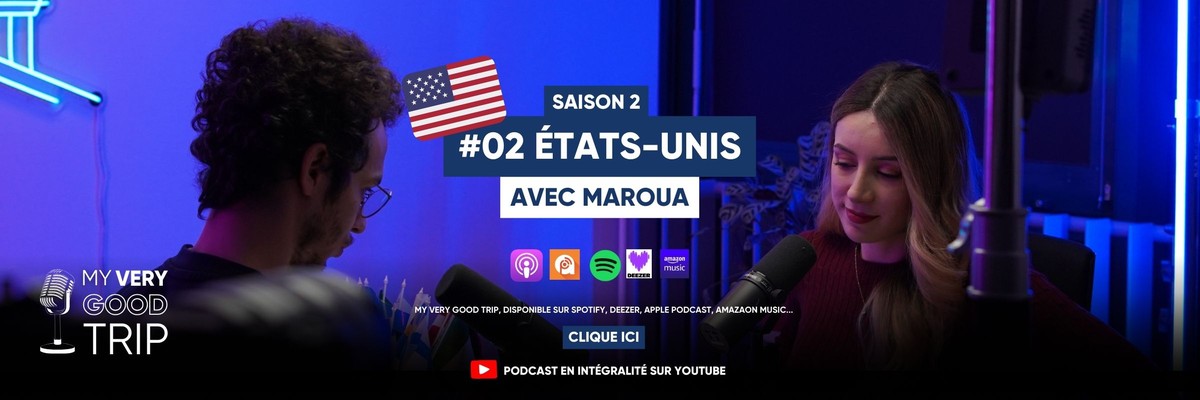 SAISON 2
#02 ÉTATS-UNIS
AVEC MAROUA
DEEZER
amazon
music
MY VERY GOOD TRIP, DISPONIBLE SUR SPOTIFY, DEEZER, APPLE PODCAST, AMAZAON MUSIC...
CLIQUE ICI
PODCAST EN INTÉGRALITÉ SUR YOUTUBE
MY VERY
GOOD
TRIP